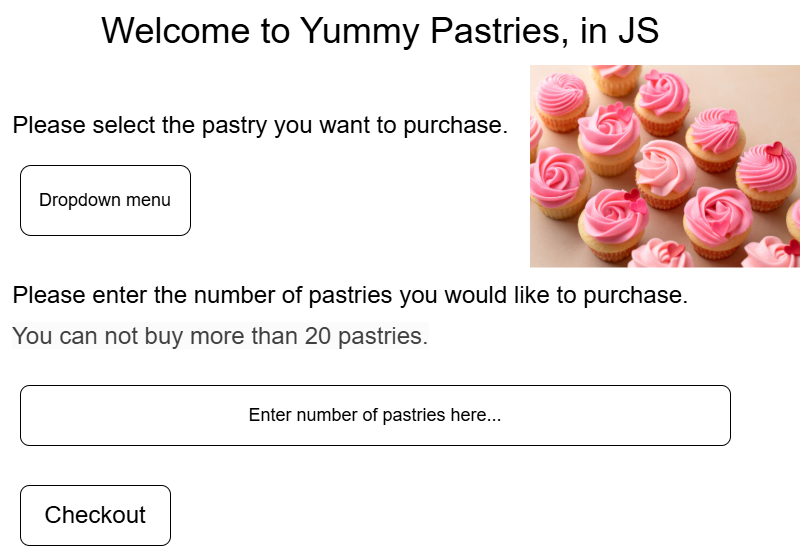 Welcome to Yummy Pastries, in JS
Please select the pastry you want to purchase.
Dropdown menu
Please enter the number of pastries you would like to purchase.
You can not buy more than 20 pastries.
Enter number of pastries here...
Checkout